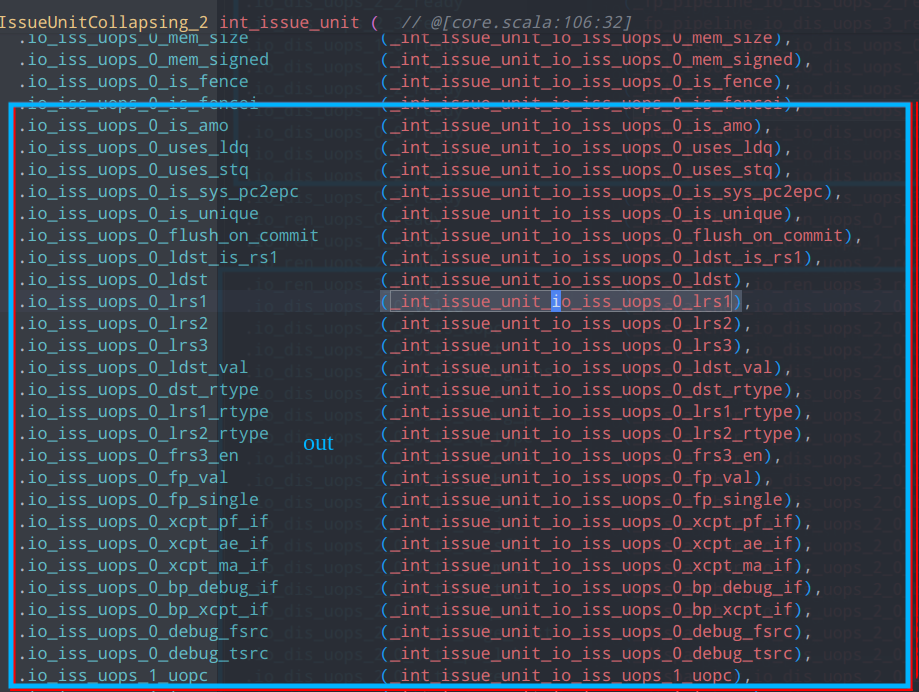 IssueUnitCollapsing_2 int_issue_unit (  // @[core.scala:106:32]
.io_iss_uops_0_mem_size (_int_issue_unit_io_iss_uops_0_mem_size),
.io_iss_uops_0_mem_signed (_int_issue_unit_io_iss_uops_0_mem_signed),
.io_iss_uops_0_is_fence (_int_issue_unit_io_iss_uops_0_is_fence),
.io_iss_uops_0_is_fencei (_int_issue_unit_io_iss_uops_0_is_fencei),
.io_iss_uops_0_is_amo (_int_issue_unit_io_iss_uops_0_is_amo),
.io_iss_uops_0_uses_ldq (_int_issue_unit_io_iss_uops_0_uses_ldq),
.io_iss_uops_0_uses_stq (_int_issue_unit_io_iss_uops_0_uses_stq),
.io_iss_uops_0_is_sys_pc2epc (_int_issue_unit_io_iss_uops_0_is_sys_pc2epc),
.io_iss_uops_0_is_unique (_int_issue_unit_io_iss_uops_0_is_unique),
.io_iss_uops_0_flush_on_commit (_int_issue_unit_io_iss_uops_0_flush_on_commit),
.io_iss_uops_0_ldst_is_rs1 (_int_issue_unit_io_iss_uops_0_ldst_is_rs1),
.io_iss_uops_0_ldst (_int_issue_unit_io_iss_uops_0_ldst),
.io_iss_uops_0_lrs1 (_int_issue_unit_io_iss_uops_0_lrs1),
.io_iss_uops_0_lrs2 (_int_issue_unit_io_iss_uops_0_lrs2),
.io_iss_uops_0_lrs3 (_int_issue_unit_io_iss_uops_0_lrs3),
.io_iss_uops_0_ldst_val (_int_issue_unit_io_iss_uops_0_ldst_val),
.io_iss_uops_0_dst_rtype (_int_issue_unit_io_iss_uops_0_dst_rtype),
.io_iss_uops_0_lrs1_rtype (_int_issue_unit_io_iss_uops_0_lrs1_rtype),
.io_iss_uops_0_lrs2_rtype (_int_issue_unit_io_iss_uops_0_lrs2_rtype),
out
.io_iss_uops_0_frs3_en (_int_issue_unit_io_iss_uops_0_frs3_en),
.io_iss_uops_0_fp_val (_int_issue_unit_io_iss_uops_0_fp_val),
.io_iss_uops_0_fp_single (_int_issue_unit_io_iss_uops_0_fp_single),
.io_iss_uops_0_xcpt_pf_if (_int_issue_unit_io_iss_uops_0_xcpt_pf_if),
.io_iss_uops_0_xcpt_ae_if (_int_issue_unit_io_iss_uops_0_xcpt_ae_if),
.io_iss_uops_0_xcpt_ma_if (_int_issue_unit_io_iss_uops_0_xcpt_ma_if),
.io_iss_uops_0_bp_debug_if (_int_issue_unit_io_iss_uops_0_bp_debug_if),
.io_iss_uops_0_bp_xcpt_if (_int_issue_unit_io_iss_uops_0_bp_xcpt_if),
.io_iss_uops_0_debug_fsrc (_int_issue_unit_io_iss_uops_0_debug_fsrc),
.io_iss_uops_0_debug_tsrc (_int_issue_unit_io_iss_uops_0_debug_tsrc),
.io_iss_uops_1_uopc (_int_issue_unit_io_iss_uops_1_uopc),